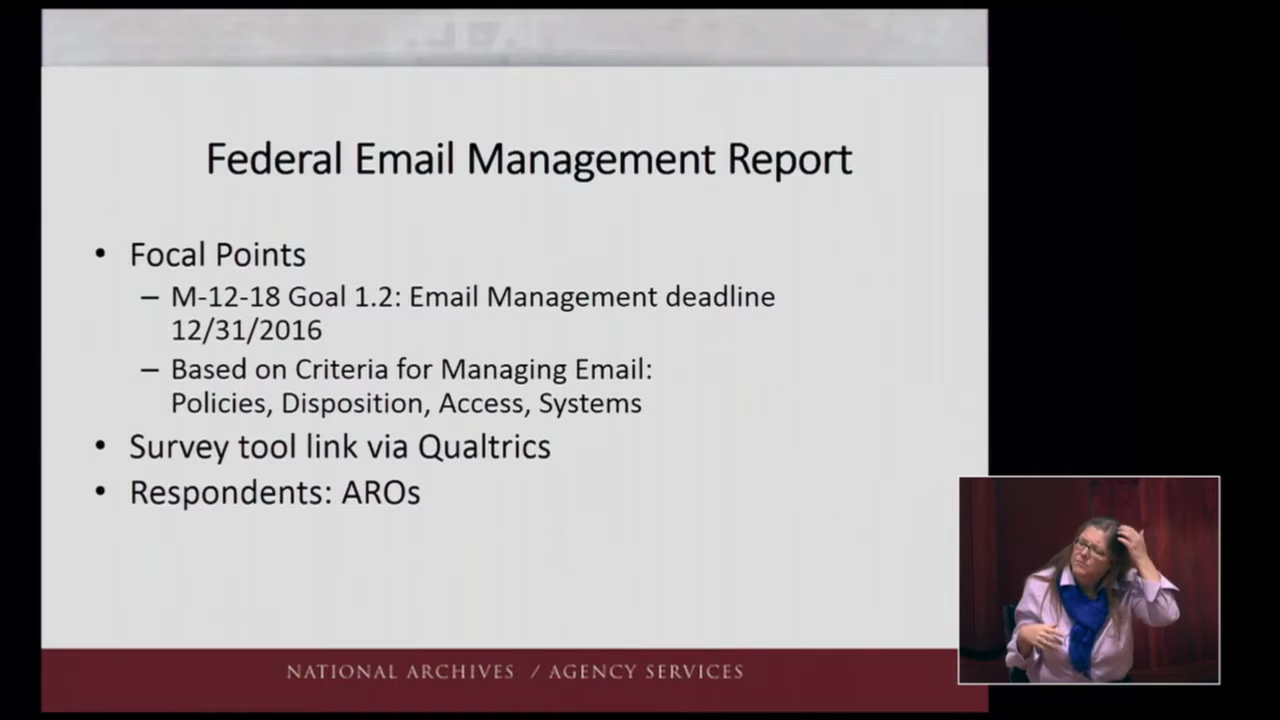 Federal Email Management Report
• Focal Points
– M-12-18 Goal 1.2: Email Management deadline
12/31/2016
– Based on Criteria for Managing Email:
Policies, Disposition, Access, Systems
• Survey tool link via Qualtrics
• Respondents: AROs
NATIONAL ARCHIVES / AGENCY SERVICES